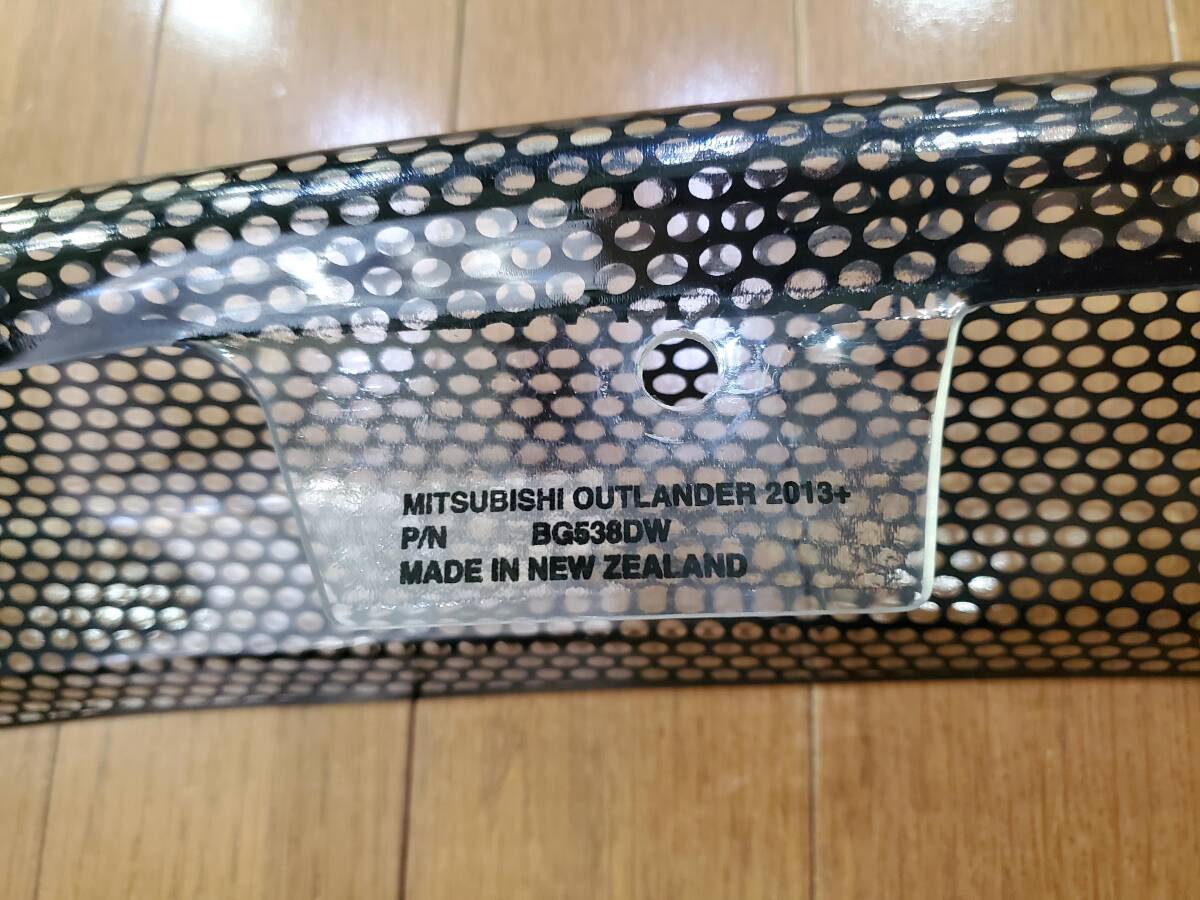 MITSUBISHI OUTLANDER 2013+
P/N BG538DW
MADE IN NEW ZEALAND